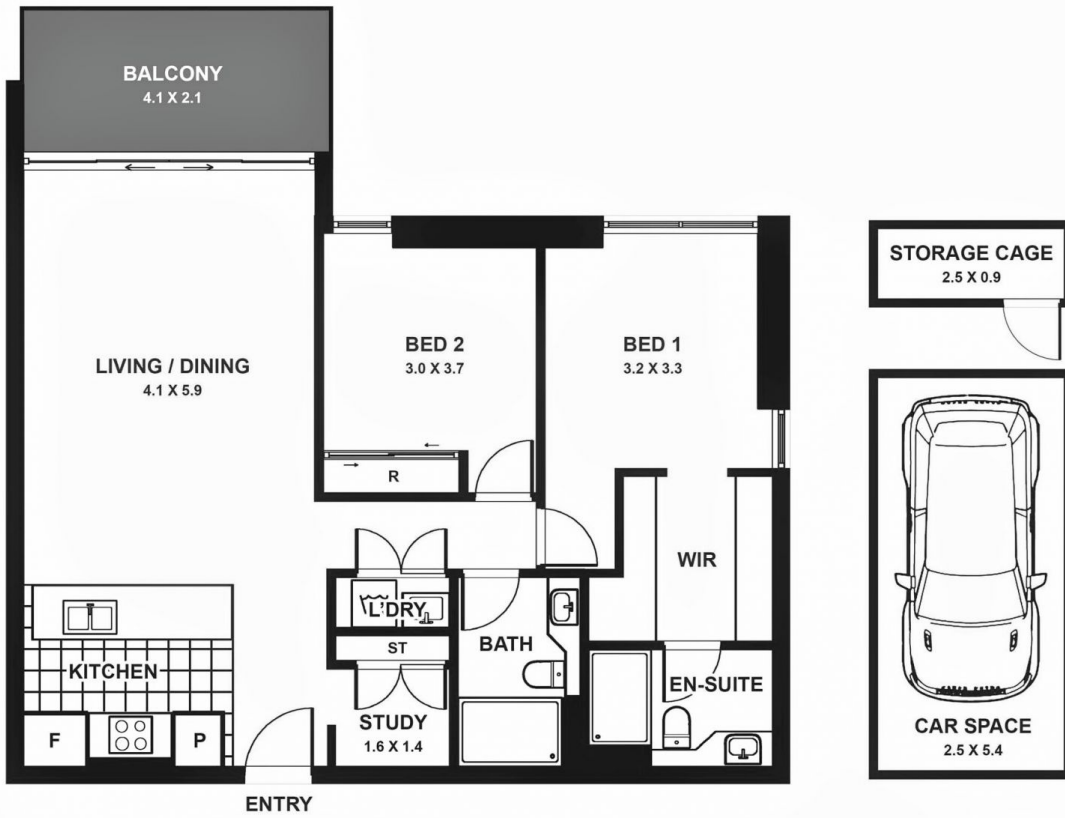 BALCONY
4.1 X 2.1
LIVING / DINING
4.1 X 5.9
BED 2
3.0 X 3.7
BED 1
3.2 X 3.3
STORAGE CAGE
2.5 X 0.9
R
WIR
L'DRY
ST
BATH
KITCHEN
EN-SUITE
STUDY
1.6 X 1.4
F
P
ENTRY
CAR SPACE
2.5 X 5.4